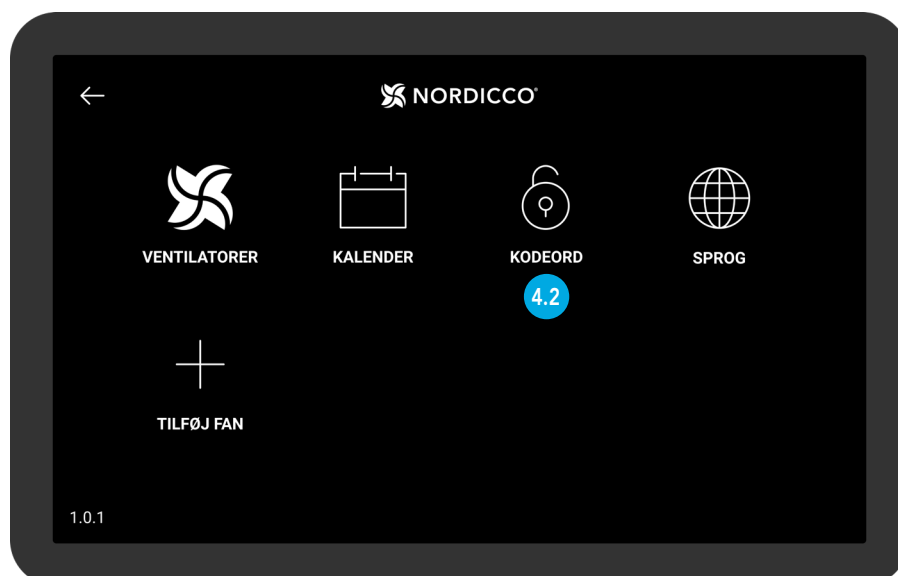 NORDICCO®
VENTILATORER
KALENDER
KODEORD
SPROG
4.2
TILFØJ FAN
1.0.1